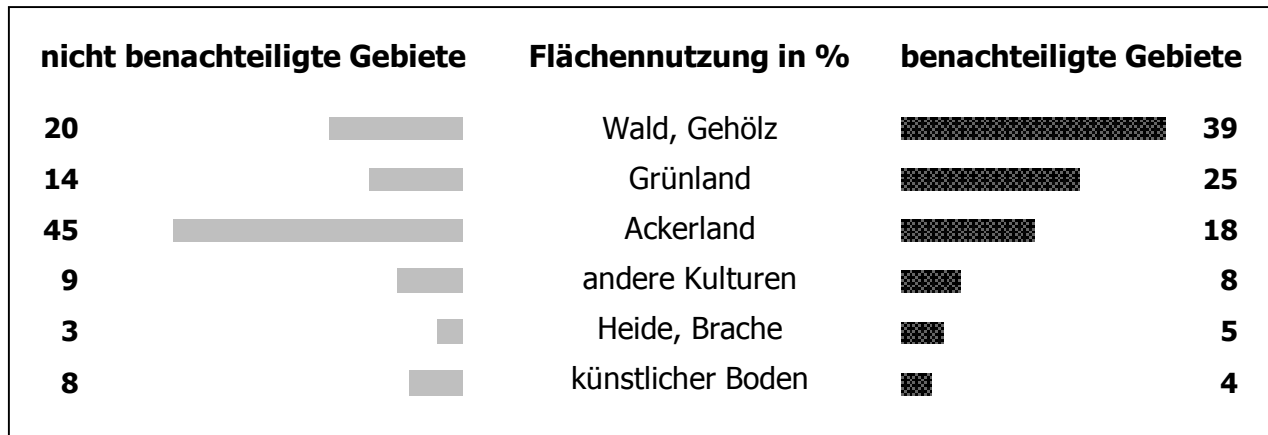 nicht benachteiligte Gebiete Flächennutzung in % benachteiligte Gebiete
20 Wald, Gehölz 39
14 Grünland 25
45 Ackerland 18
9 andere Kulturen 8
3 Heide, Brache 5
8 künstlicher Boden 4